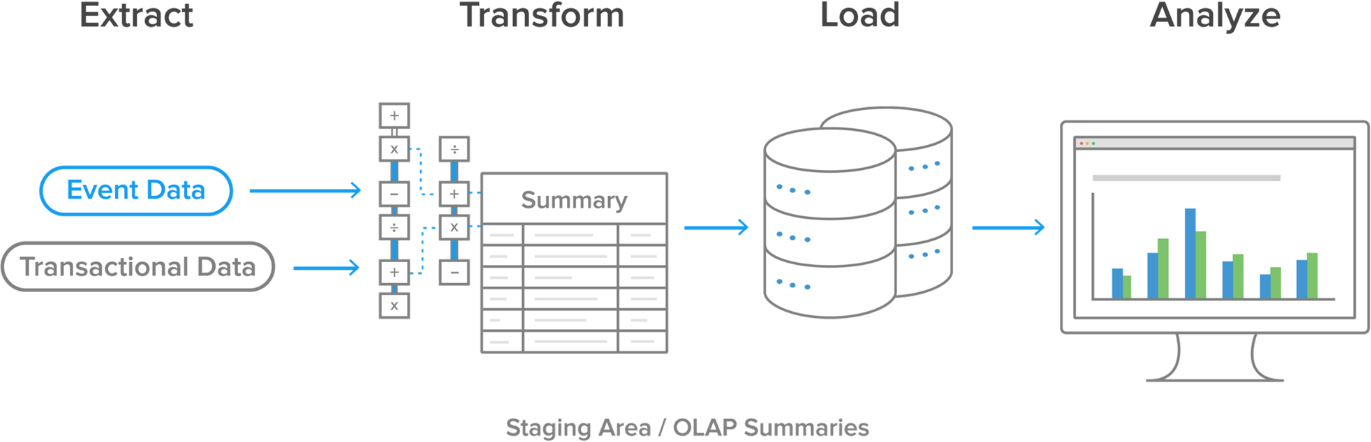 Extract
Transform
Load
Analyze
+
x
÷
Event Data
−
+
Summary
÷
x
Transactional Data
+
−
x
Staging Area / OLAP Summaries